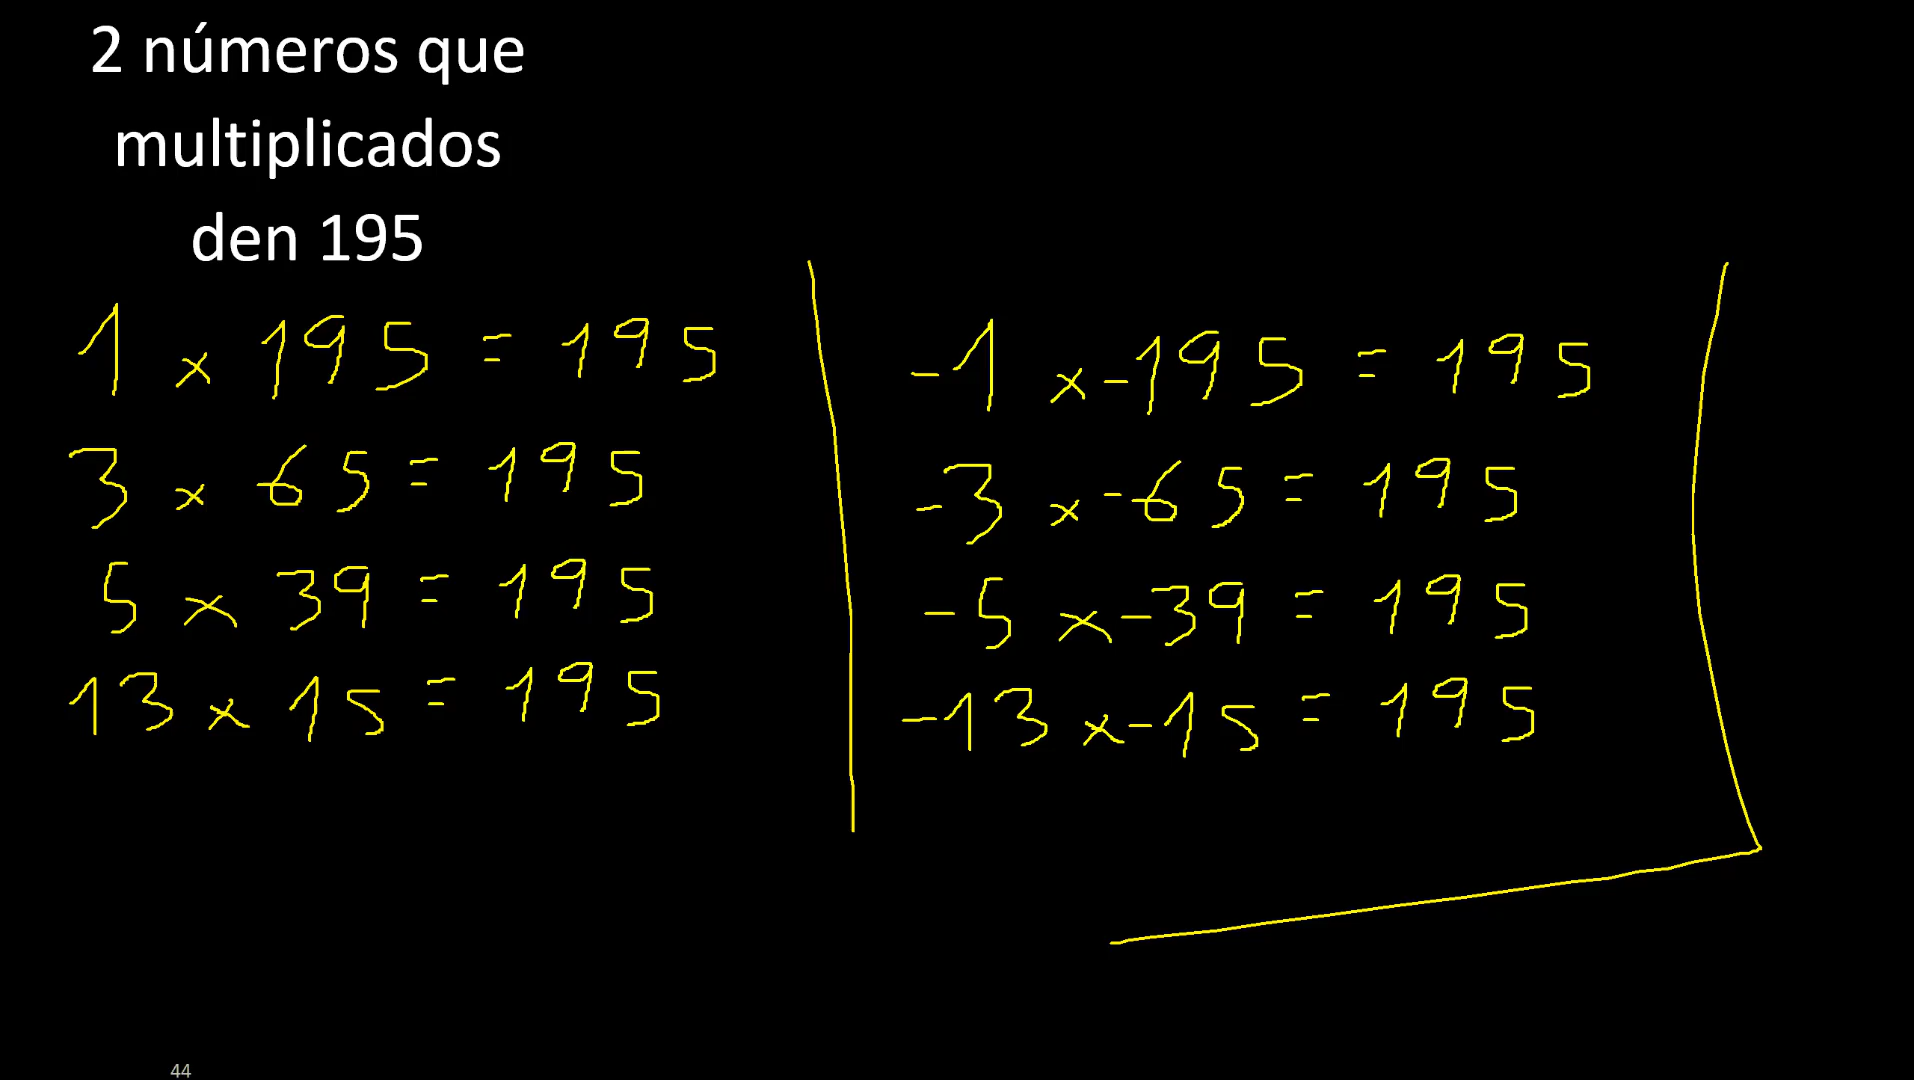 2 números que
multiplicados
den 195
1 x 195 = 195
3 x 65 = 195
5 x 39 = 195
13 x 15 = 195
-1 x -195 = 195
-3 x -65 = 195
-5 x -39 = 195
-13 x -15 = 195
44